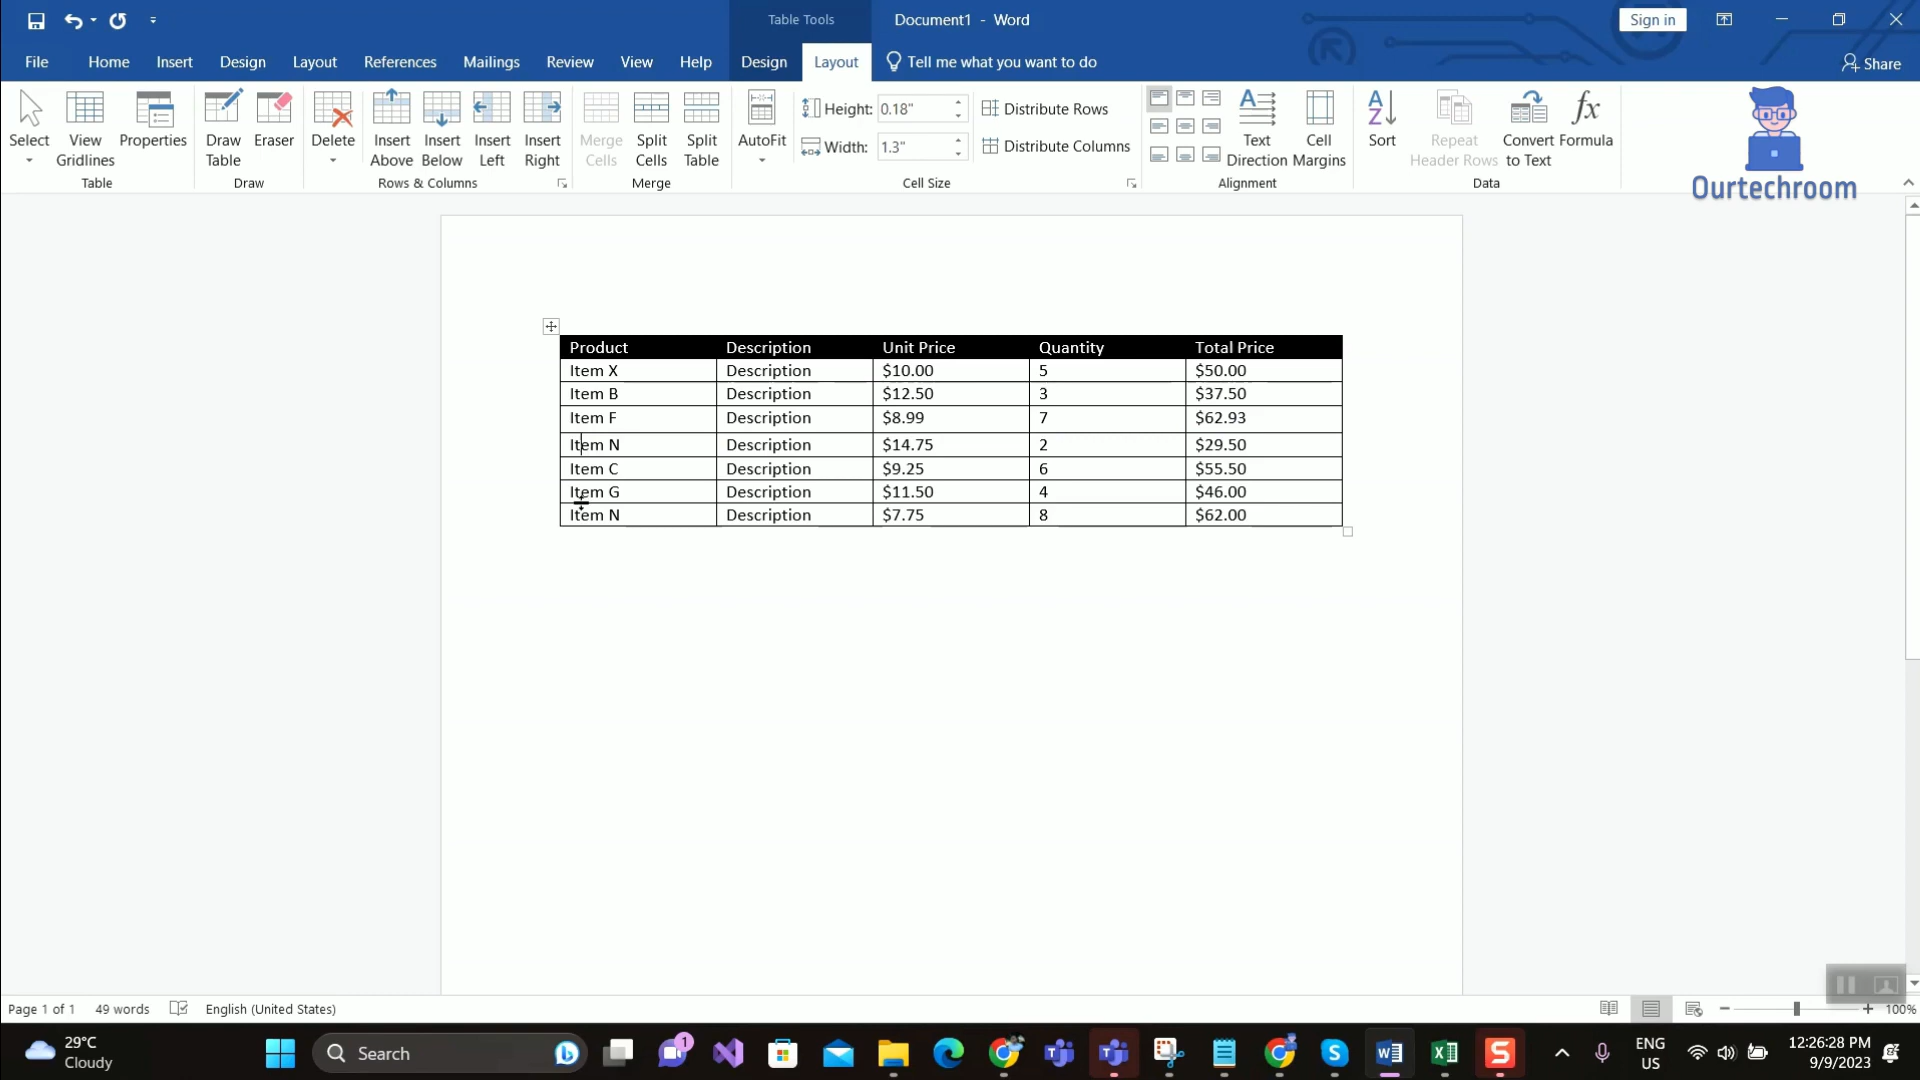 Table Tools
Document1 - Word
Sign in
File Home Insert Design Layout References Mailings Review View Help Design Layout Tell me what you want to do
Share
Select
View Gridlines
Properties
Table
Draw Table
Eraser
Draw
Delete
Insert Above
Insert Below
Insert Left
Insert Right
Rows & Columns
Merge Cells
Split Cells
Split Table
Merge
AutoFit
Height: 0.18"
Width: 1.3"
Distribute Rows
Distribute Columns
Cell Size
Text Direction
Cell Margins
Alignment
Sort
Repeat Header Rows
Convert to Text
Formula
Data
Ourtechroom
Product Description Unit Price Quantity Total Price
Item X Description $10.00 5 $50.00
Item B Description $12.50 3 $37.50
Item F Description $8.99 7 $62.93
Item N Description $14.75 2 $29.50
Item C Description $9.25 6 $55.50
Item G Description $11.50 4 $46.00
Item N Description $7.75 8 $62.00
Page 1 of 1 49 words English (United States)
100%
29°C
Cloudy
Search
1
ENG
US
12:26:28 PM
9/9/2023